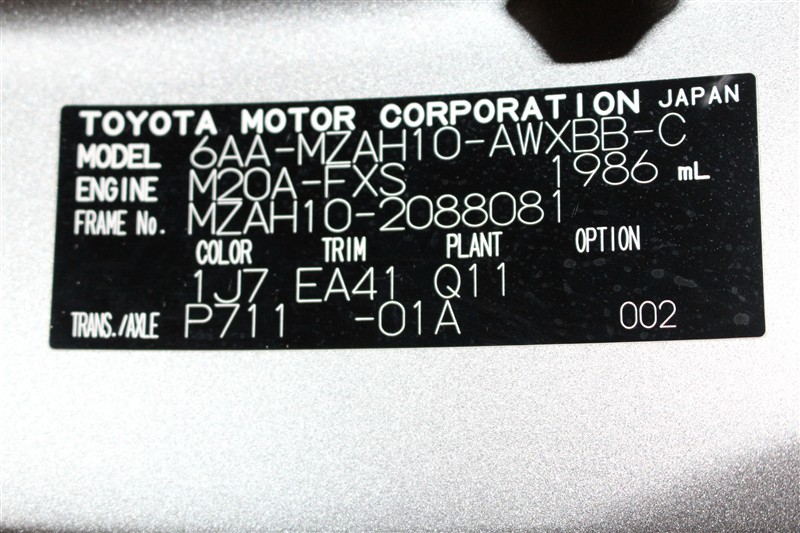 TOYOTA MOTOR CORPORATION JAPAN
MODEL 6AA-MZAH10-AWXBB-C
ENGINE M20A-FXS 1986 mL
FRAME No. MZAH10-2088081
COLOR TRIM PLANT OPTION
1J7 EA41 Q11
TRANS./AXLE P711 -01A 002